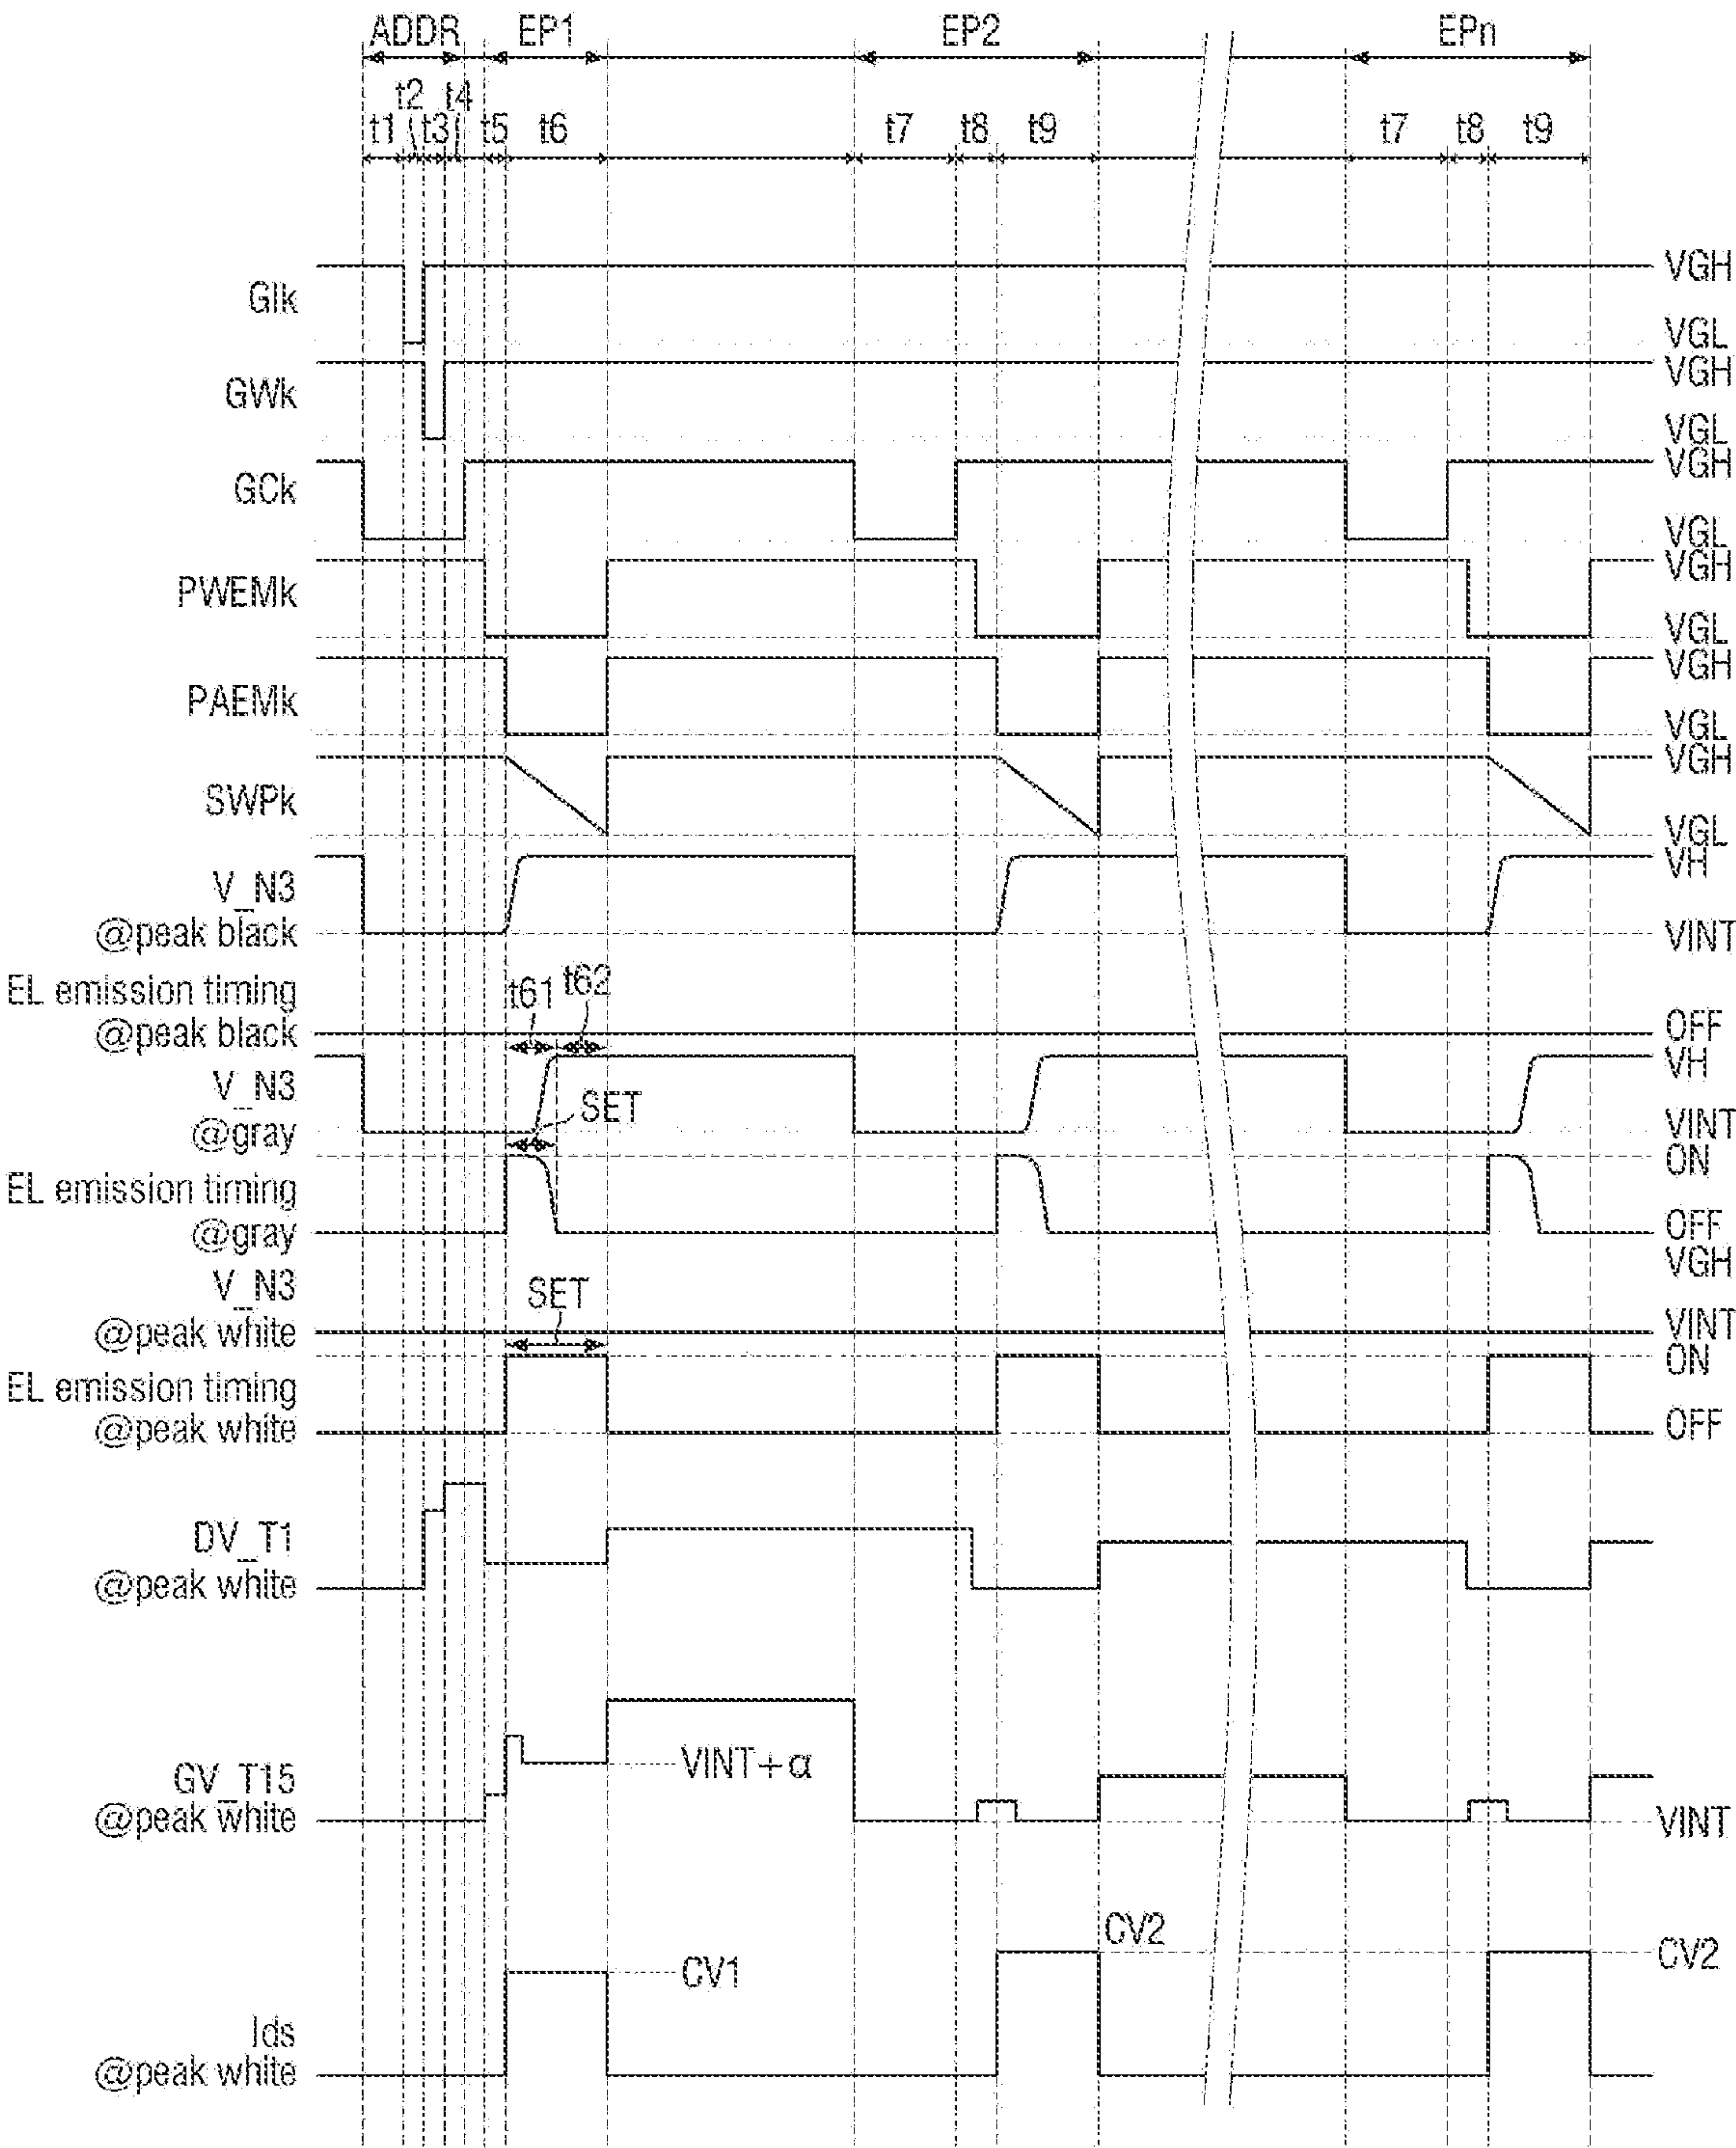 ADDR EP1 EP2 EPn
t2 t4
t1 t3 t5 t6 t7 t8 t9 t7 t8 t9
VGH
GIk
VGL
VGH
GWk
VGL
VGH
GCk
VGL
VGH
PWEMk
VGL
VGH
PAEMk
VGL
VGH
SWPk
VGL
VH
V_N3
@peak black
VINT
EL emission timing
@peak black
t61 t62
OFF
VH
V_N3
@gray
SET
VINT
ON
EL emission timing
@gray
OFF
VGH
V_N3
@peak white
SET
VINT
ON
EL emission timing
@peak white
OFF
DV_T1
@peak white
VINT+α
GV_T15
@peak white
VINT
CV2
CV2
CV1
Ids
@peak white